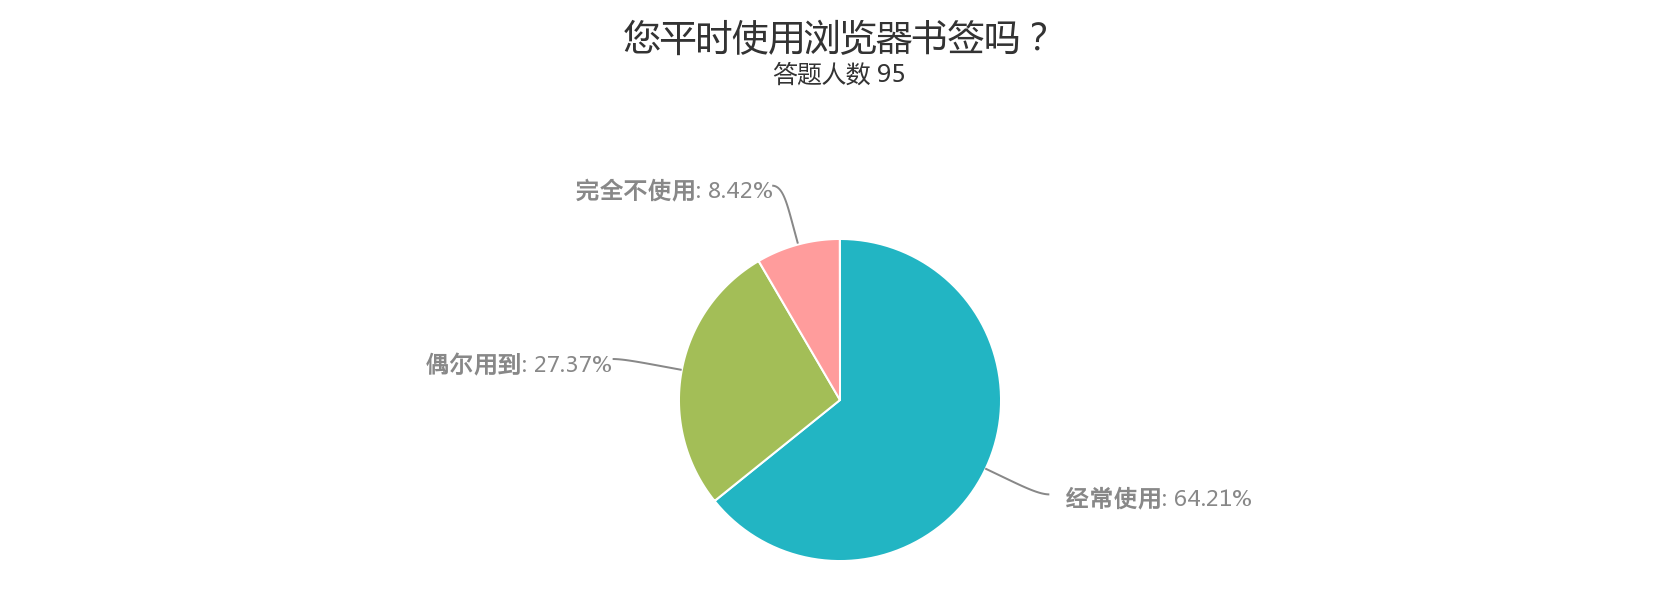 您平时使用浏览器书签吗？
答题人数 95
完全不使用: 8.42%
偶尔用到: 27.37%
经常使用: 64.21%